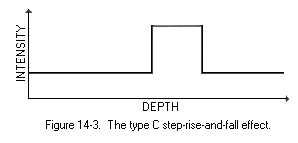 INTENSITY
DEPTH
Figure 14-3. The type C step-rise-and-fall effect.